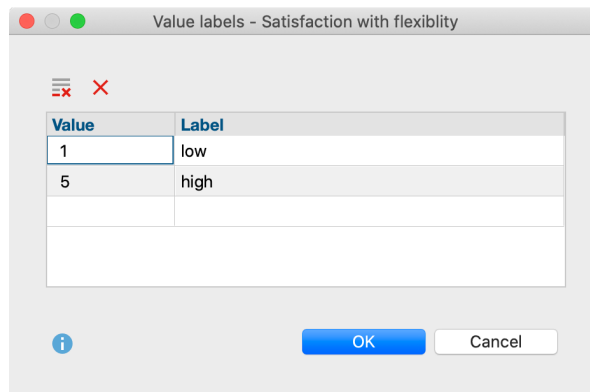 Value labels - Satisfaction with flexiblity
Value Label
1 low
5 high
OK Cancel